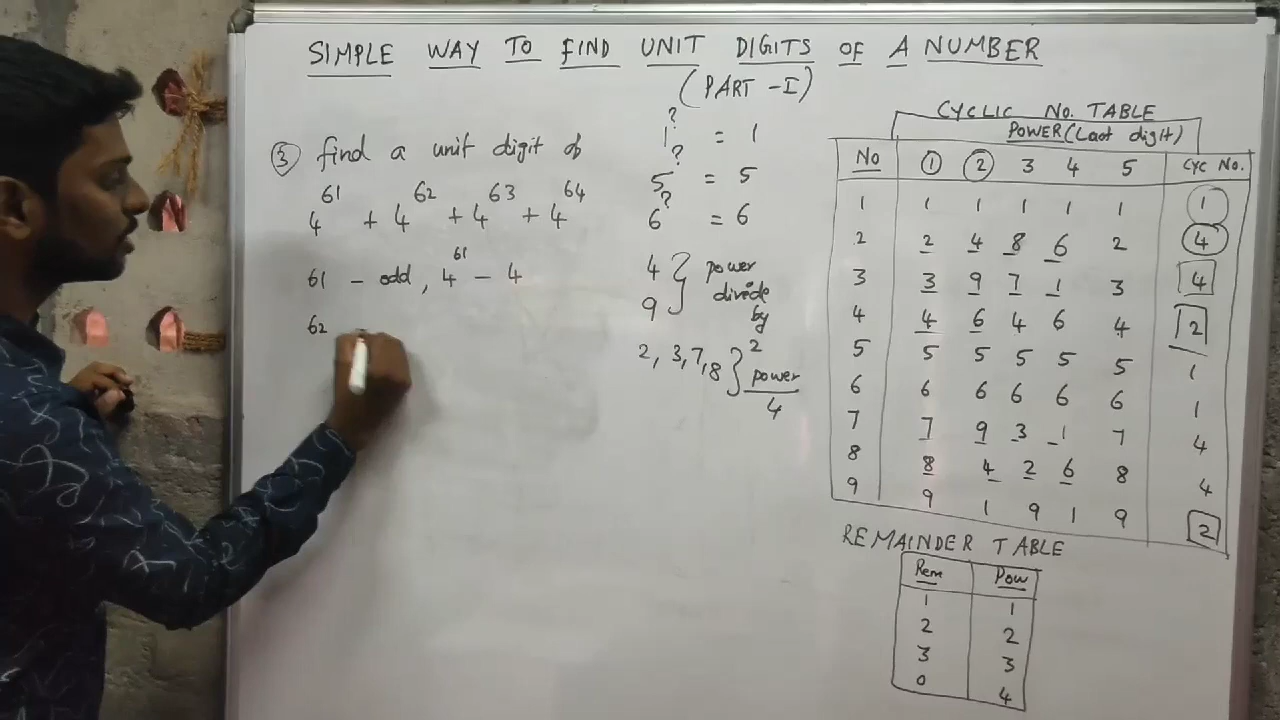 SIMPLE WAY TO FIND UNIT DIGITS OF A NUMBER
(PART - I)
③ find a unit digit of
4^61 + 4^62 + 4^63 + 4^64
61 - odd, 4^61 - 4
62
1^? = 1
5^? = 5
6^? = 6
4
9 } power divide by 2
2, 3, 7, 8 } power
4
CYCLIC NO. TABLE
POWER (Last digit)
No ① ② 3 4 5 CYC No.
1 1 1 1 1 1 1
2 2 4 8 6 2 4
3 3 9 7 1 3 4
4 4 6 4 6 4 2
5 5 5 5 5 5 1
6 6 6 6 6 6 1
7 7 9 3 1 7 4
8 8 4 2 6 8 4
9 9 1 9 1 9 2
REMAINDER TABLE
Rem Pow
1 1
2 2
3 3
0 4